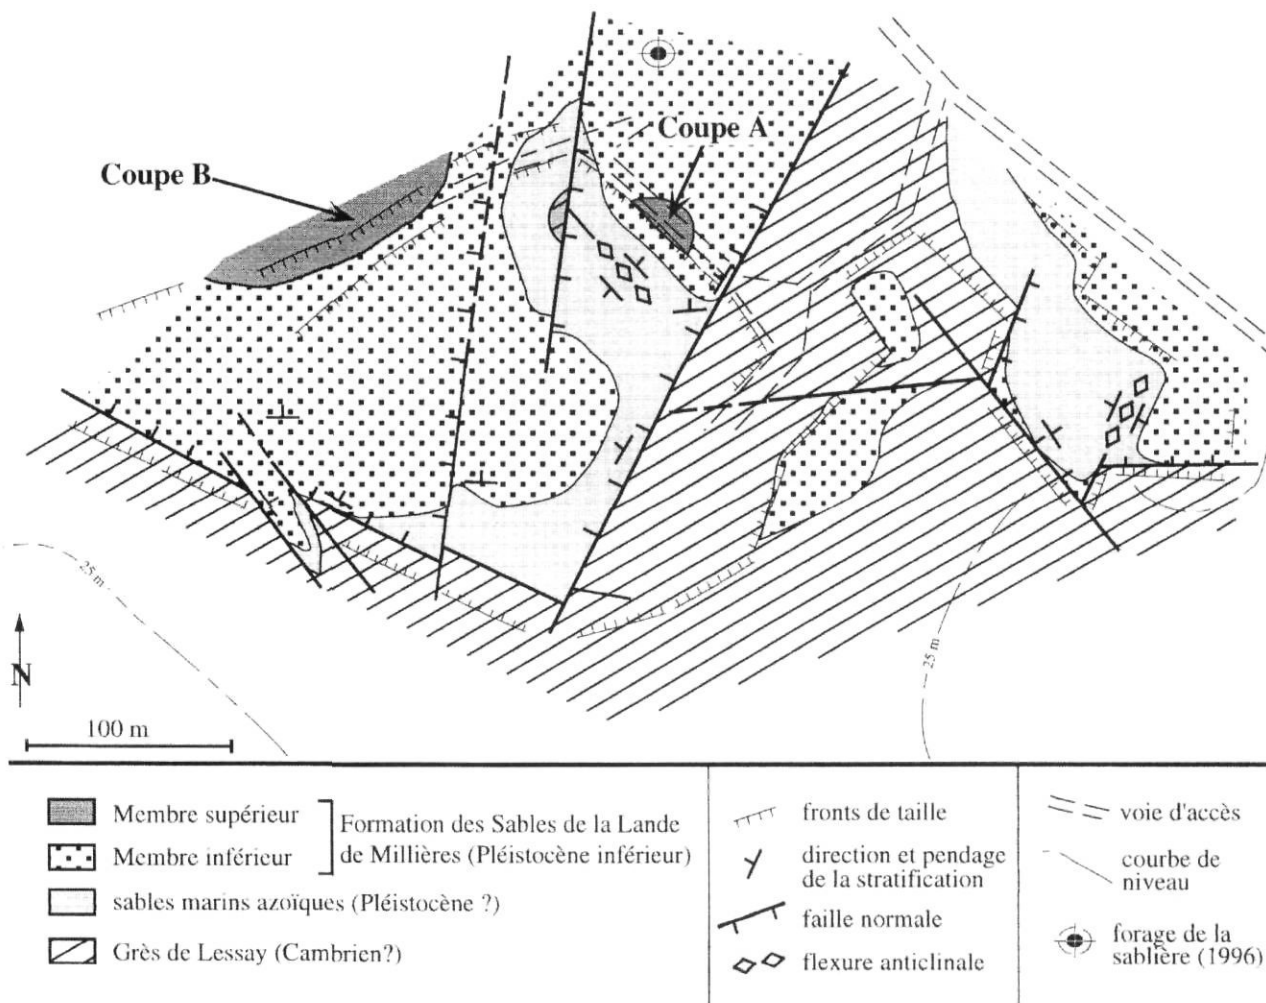 Coupe A
Coupe B
25 m
25 m
N
100 m
Membre supérieur
Membre inférieur
Formation des Sables de la Lande
de Millières (Pléistocène inférieur)
sables marins azoïques (Pléistocène ?)
Grès de Lessay (Cambrien?)
fronts de taille
direction et pendage
de la stratification
faille normale
flexure anticlinale
voie d'accès
courbe de
niveau
forage de la
sablière (1996)